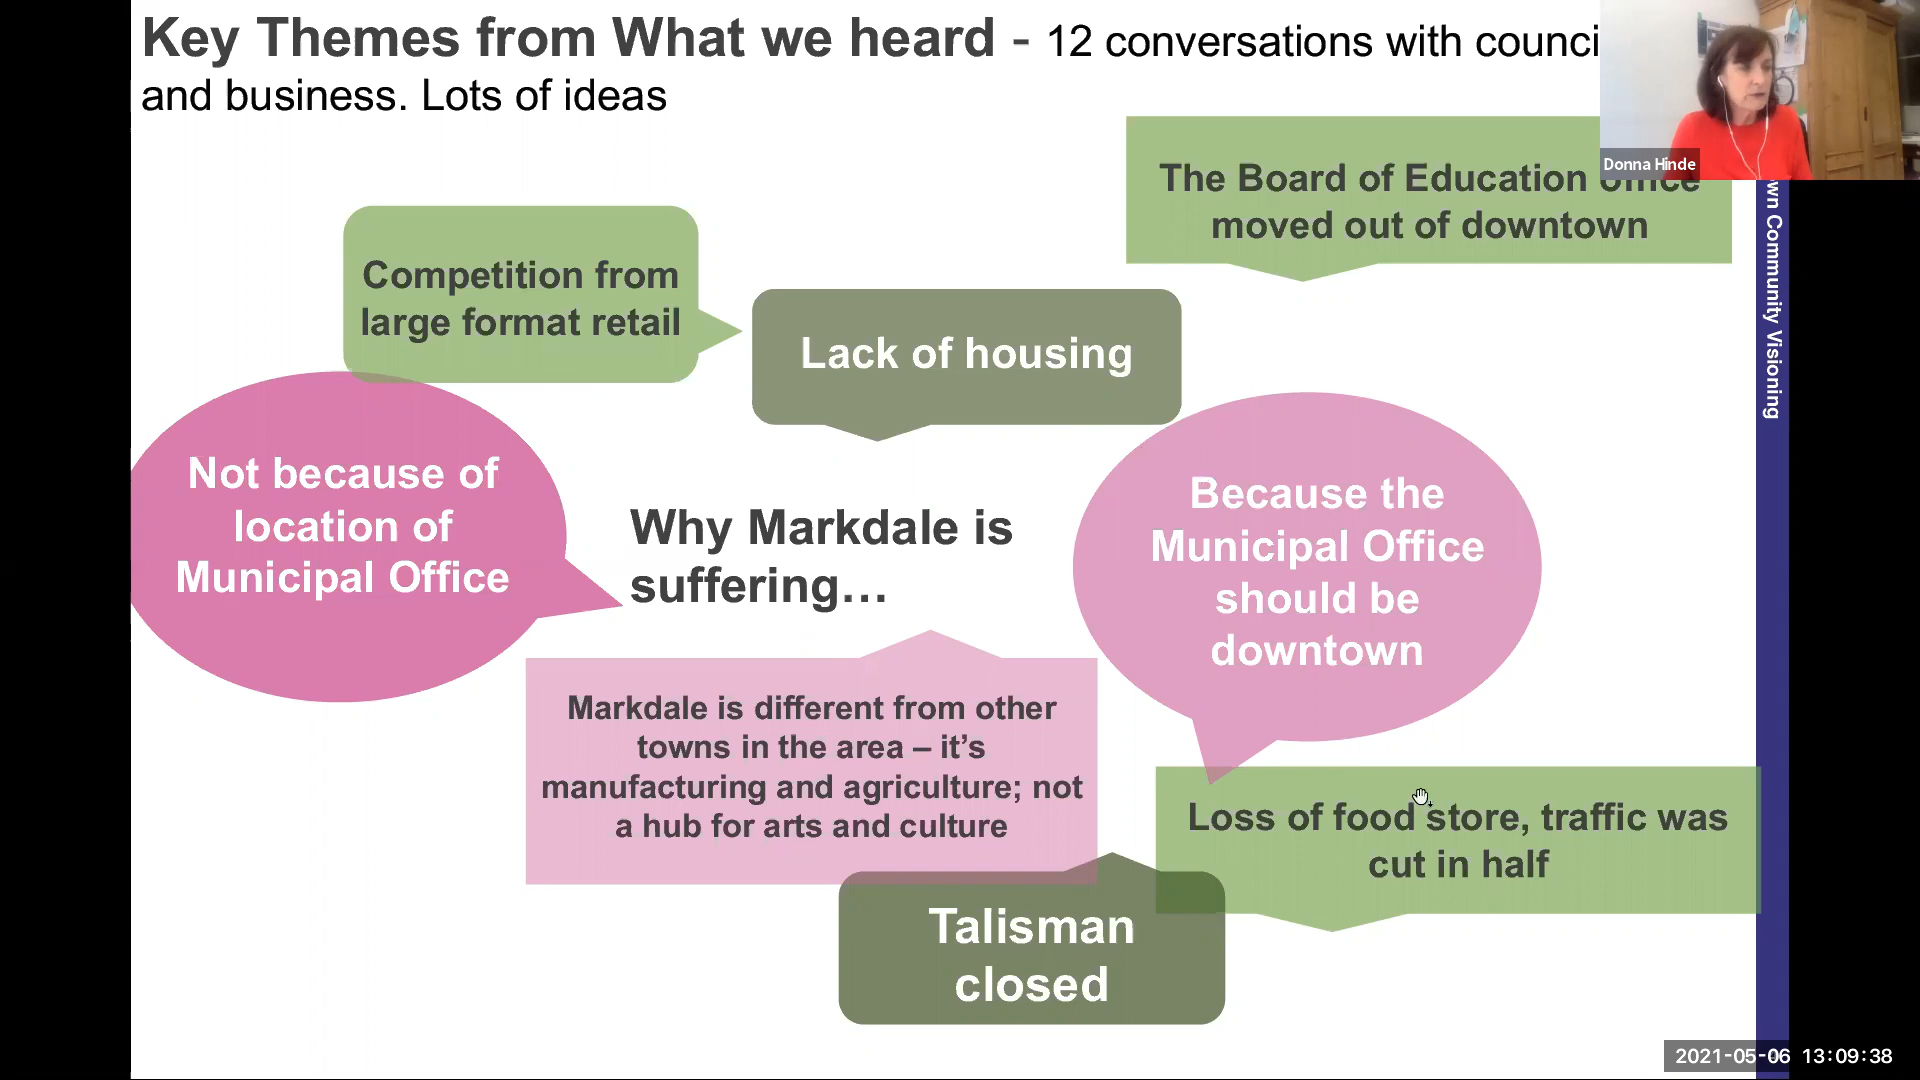 Key Themes from What we heard - 12 conversations with
and business. Lots of ideas
Donna Hinde
The Board of Education office
moved out of downtown
Competition from
large format retail
Lack of housing
Community Visioning
Not because of
location of
Municipal Office
Why Markdale is
suffering…
Because the
Municipal Office
should be
downtown
Markdale is different from other
towns in the area – it’s
manufacturing and agriculture; not
a hub for arts and culture
Loss of food store, traffic was
cut in half
Talisman
closed
2021-05-06 13:09:38